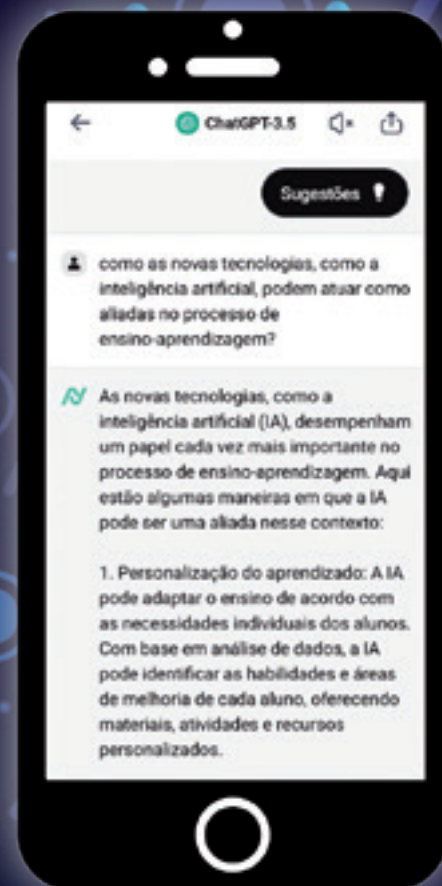 ChatGPT-3.5
Sugestões
como as novas tecnologias, como a
inteligência artificial, podem atuar como
aliadas no processo de
ensino-aprendizagem?
As novas tecnologias, como a
inteligência artificial (IA), desempenham
um papel cada vez mais importante no
processo de ensino-aprendizagem. Aqui
estão algumas maneiras em que a IA
pode ser uma aliada nesse contexto:
1. Personalização do aprendizado: A IA
pode adaptar o ensino de acordo com
as necessidades individuais dos alunos.
Com base em análise de dados, a IA
pode identificar as habilidades e áreas
de melhoria de cada aluno, oferecendo
materiais, atividades e recursos
personalizados.